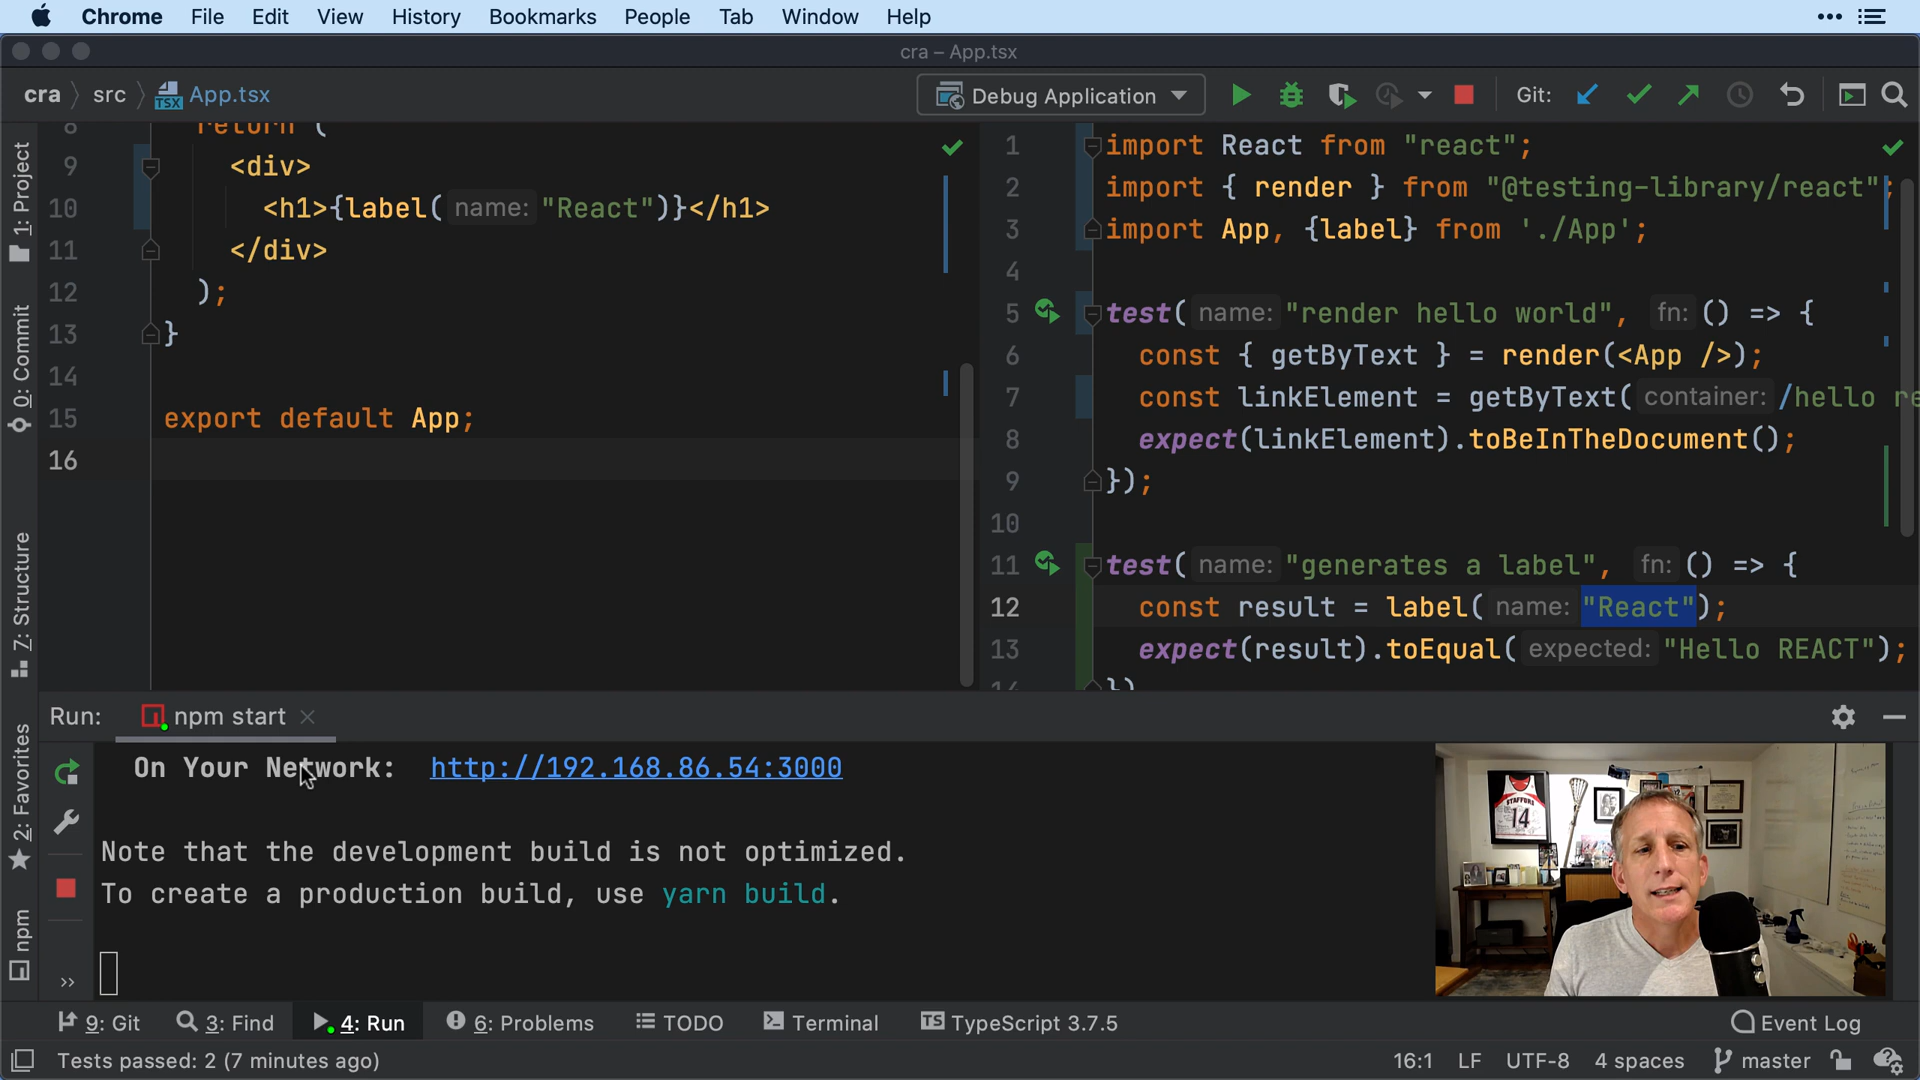 Chrome File Edit View History Bookmarks People Tab Window Help
cra – App.tsx
cra src App.tsx
Debug Application Git:
8 return (
9 <div>
10 <h1>{label( name: "React")}</h1>
11 </div>
12 );
13 }
14
15 export default App;
16
1 import React from "react";
2 import { render } from "@testing-library/react";
3 import App, {label} from './App';
4
5 test( name: "render hello world", fn: () => {
6 const { getByText } = render(<App />);
7 const linkElement = getByText( container: /hello re
8 expect(linkElement).toBeInTheDocument();
9 });
10
11 test( name: "generates a label", fn: () => {
12 const result = label( name: "React");
13 expect(result).toEqual( expected: "Hello REACT");
14 })
1: Project
0: Commit
7: Structure
2: Favorites
npm
Run: npm start
On Your Network: http://192.168.86.54:3000
Note that the development build is not optimized.
To create a production build, use yarn build.
STAFFORD
14
9: Git 3: Find 4: Run 6: Problems TODO Terminal TS TypeScript 3.7.5 Event Log
Tests passed: 2 (7 minutes ago) 16:1 LF UTF-8 4 spaces master